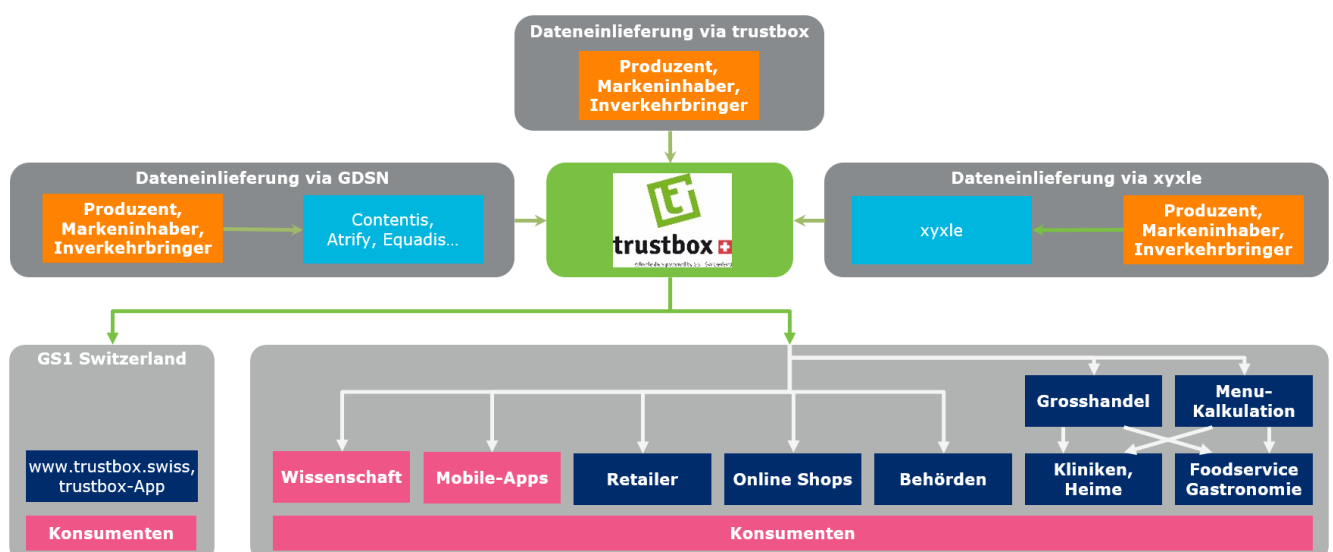 Dateneinlieferung via trustbox
Produzent,
Markeninhaber,
Inverkehrbringer
Dateneinlieferung via GDSN
Produzent,
Markeninhaber,
Inverkehrbringer
Contentis,
Atrify, Equadis...
trustbox
Dateneinlieferung via xyxle
xyxle
Produzent,
Markeninhaber,
Inverkehrbringer
GS1 Switzerland
www.trustbox.swiss,
trustbox-App
Konsumenten
Grosshandel
Menu-
Kalkulation
Wissenschaft
Mobile-Apps
Retailer
Online Shops
Behörden
Kliniken,
Heime
Foodservice
Gastronomie
Konsumenten